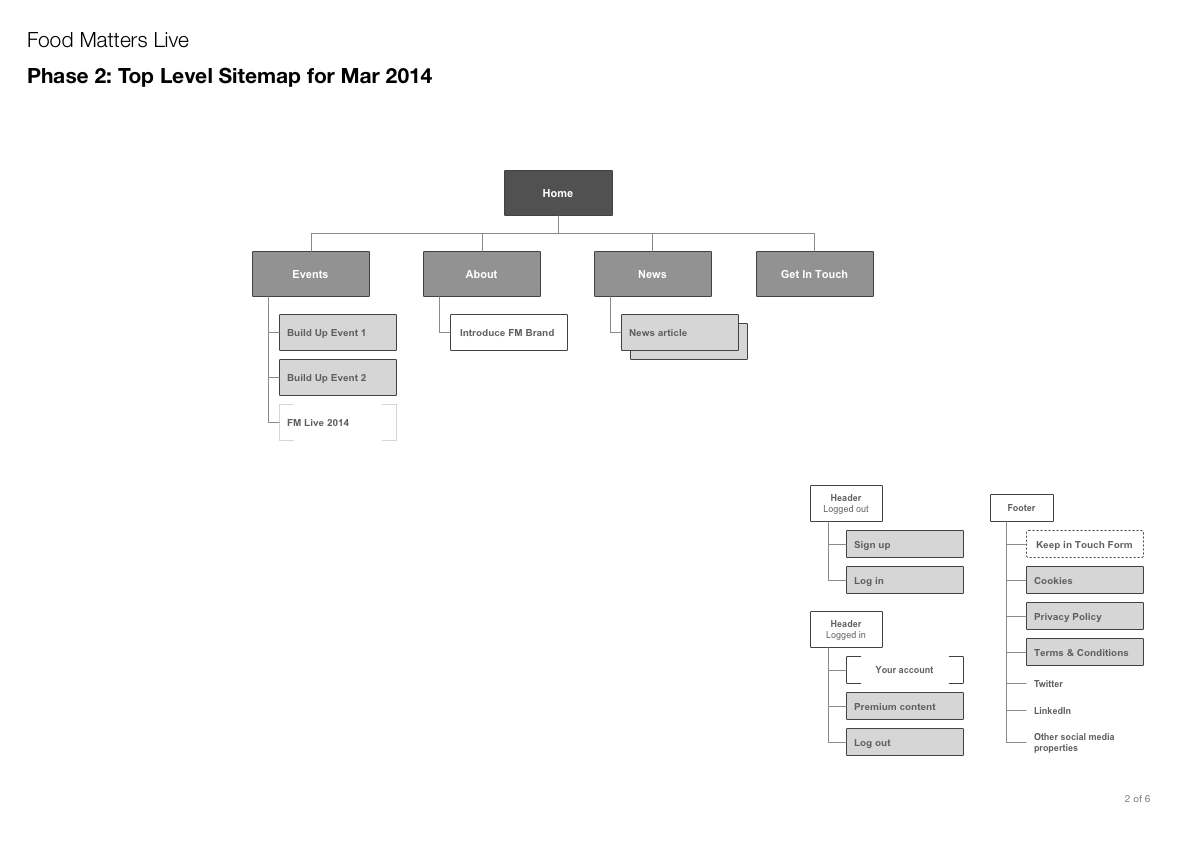 Food Matters Live
Phase 2: Top Level Sitemap for Mar 2014
Home
Events
About
News
Get In Touch
Build Up Event 1
Build Up Event 2
FM Live 2014
Introduce FM Brand
News article
Header
Logged out
Sign up
Log in
Header
Logged in
Your account
Premium content
Log out
Footer
Keep in Touch Form
Cookies
Privacy Policy
Terms & Conditions
Twitter
LinkedIn
Other social media
properties
2 of 6